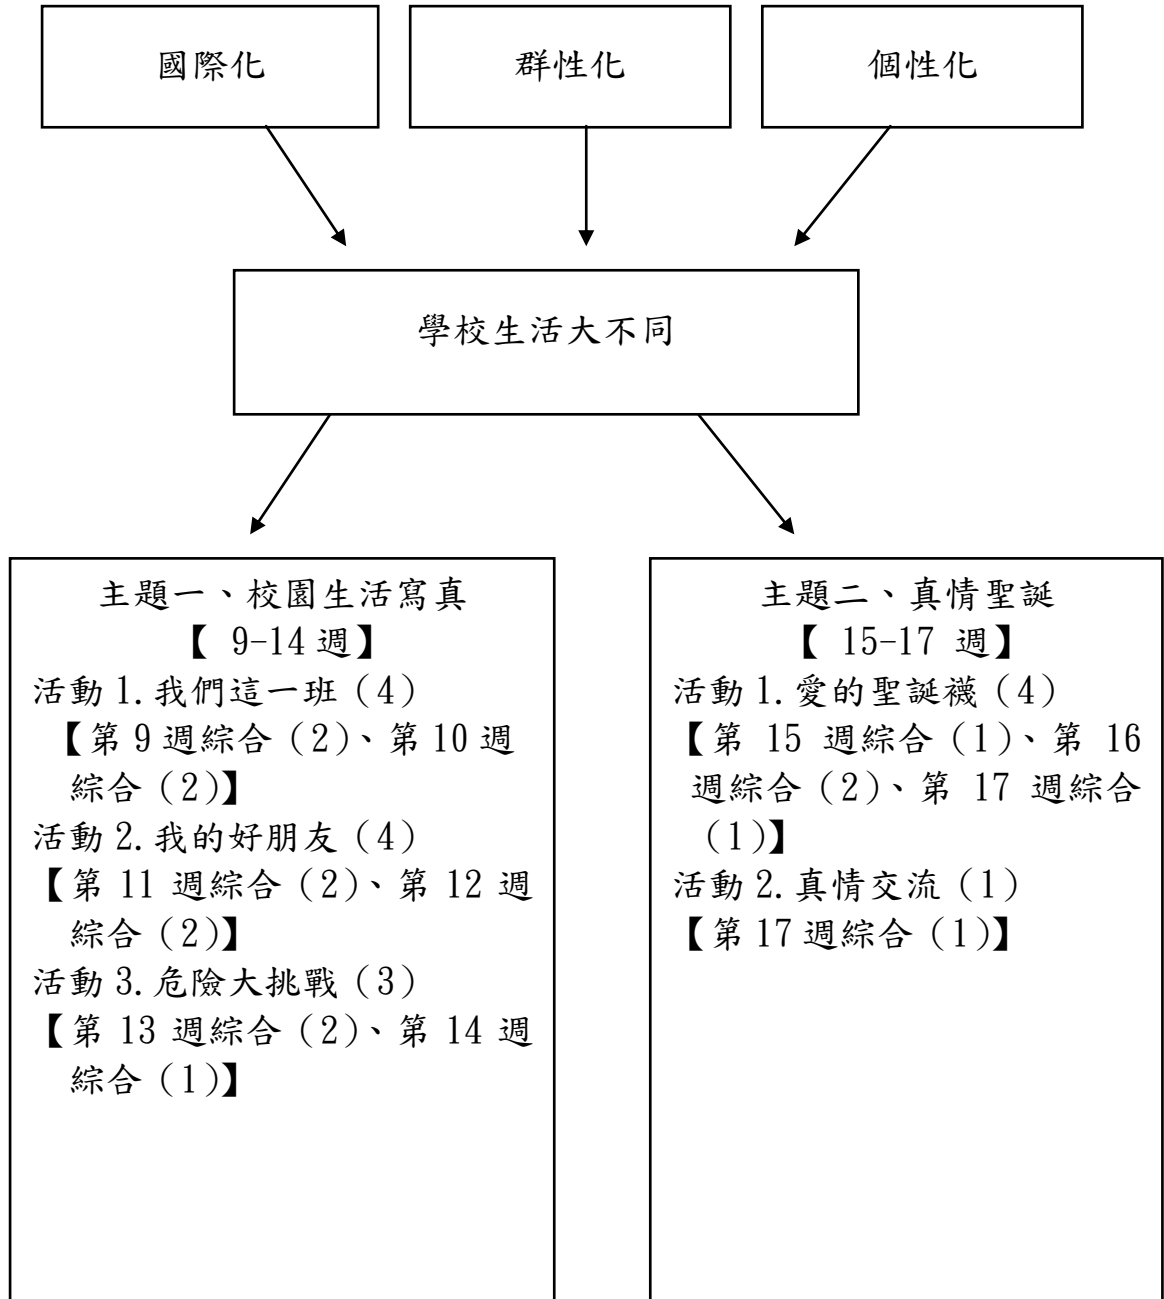 國際化
群性化
個性化
學校生活大不同
主題一、校園生活寫真
【 9-14 週】
活動 1.我們這一班（4）
【第 9 週綜合（2）、第 10 週
綜合（2）】
活動 2.我的好朋友（4）
【第 11 週綜合（2）、第 12 週
綜合（2）】
活動 3.危險大挑戰（3）
【第 13 週綜合（2）、第 14 週
綜合（1）】
主題二、真情聖誕
【 15-17 週】
活動 1.愛的聖誕襪（4）
【第 15 週綜合（1）、第 16
週綜合（2）、第 17 週綜合
（1）】
活動 2.真情交流（1）
【第 17 週綜合（1）】